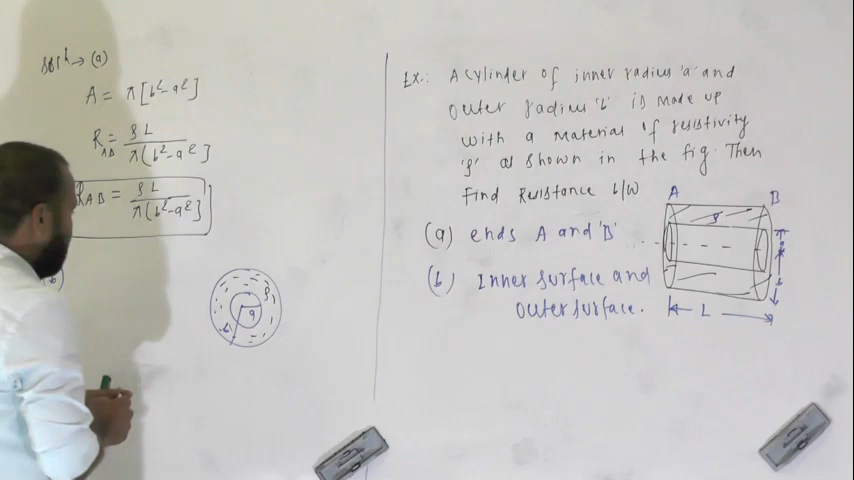 Solⁿ → (a)
A = π[b²-a²]
R_AB = ρL / π(b²-a²)
R_AB = ρL / π(b²-a²)
(b)
ρ
a
b
Ex.: A cylinder of inner radius 'a' and
outer radius 'b' is made up
with a material of resistivity
'ρ' as shown in the fig. Then
Find Resistance b/w
(a) ends A and 'B'
(b) Inner surface and
outer surface.
A B
ρ
b
L